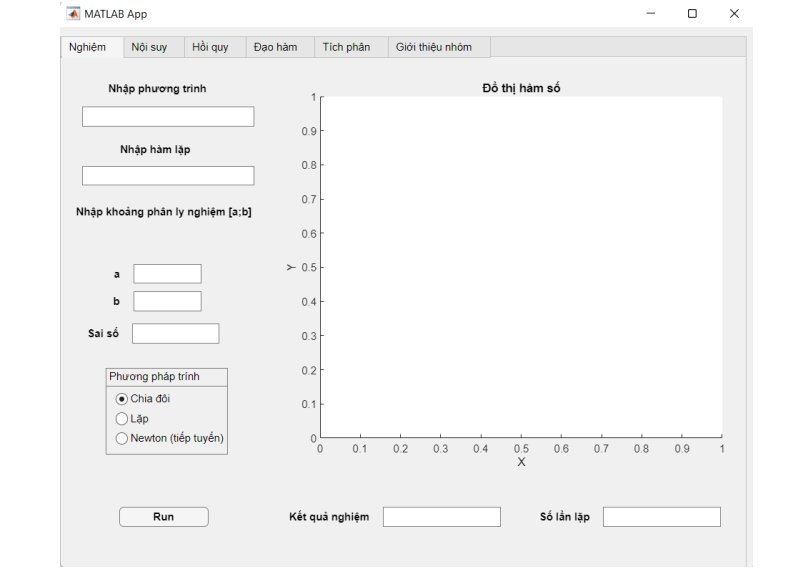 MATLAB App
Nghiệm Nội suy Hồi quy Đạo hàm Tích phân Giới thiệu nhóm
Nhập phương trình
Nhập hàm lặp
Nhập khoảng phân ly nghiệm [a;b]
a
b
Sai số
Phương pháp trính
Chia đôi
Lặp
Newton (tiếp tuyến)
Run
Đồ thị hàm số
1
0.9
0.8
0.7
0.6
0.5
0.4
0.3
0.2
0.1
0
Y
0 0.1 0.2 0.3 0.4 0.5 0.6 0.7 0.8 0.9 1
X
Kết quả nghiệm
Số lần lặp